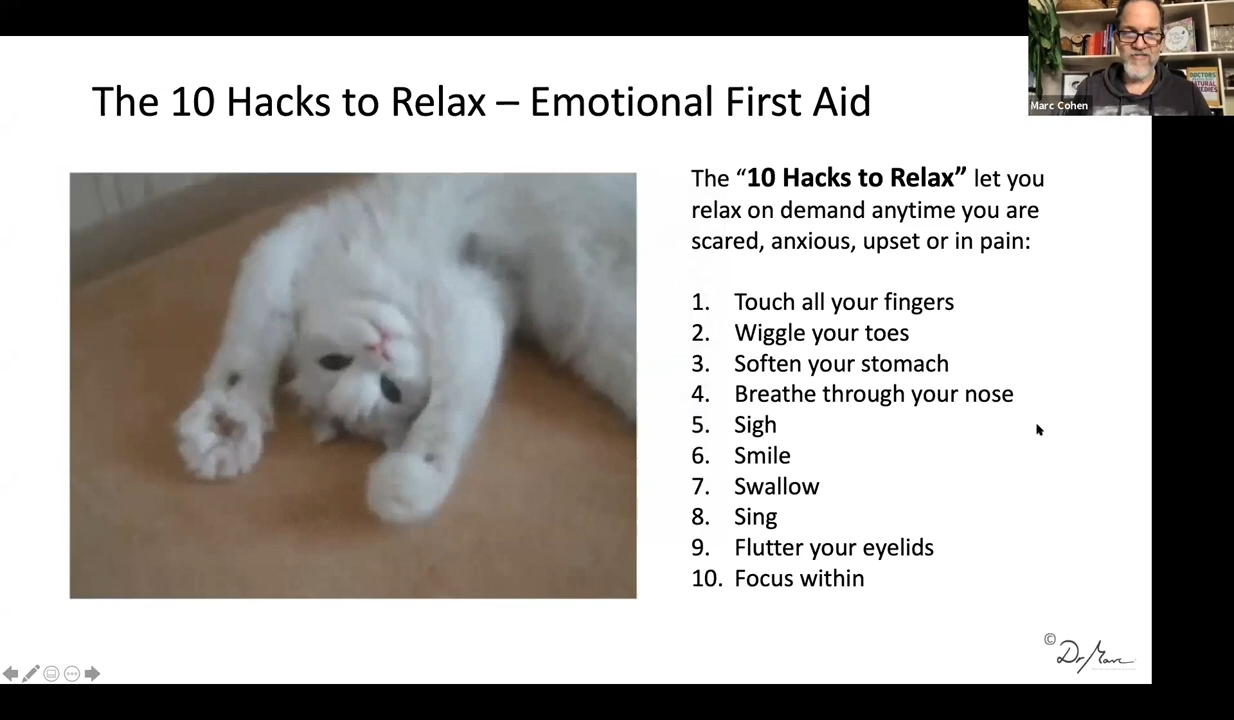 The 10 Hacks to Relax – Emotional First Aid
Marc Cohen
The “10 Hacks to Relax” let you
relax on demand anytime you are
scared, anxious, upset or in pain:
1. Touch all your fingers
2. Wiggle your toes
3. Soften your stomach
4. Breathe through your nose
5. Sigh
6. Smile
7. Swallow
8. Sing
9. Flutter your eyelids
10. Focus within
© Dr Marc